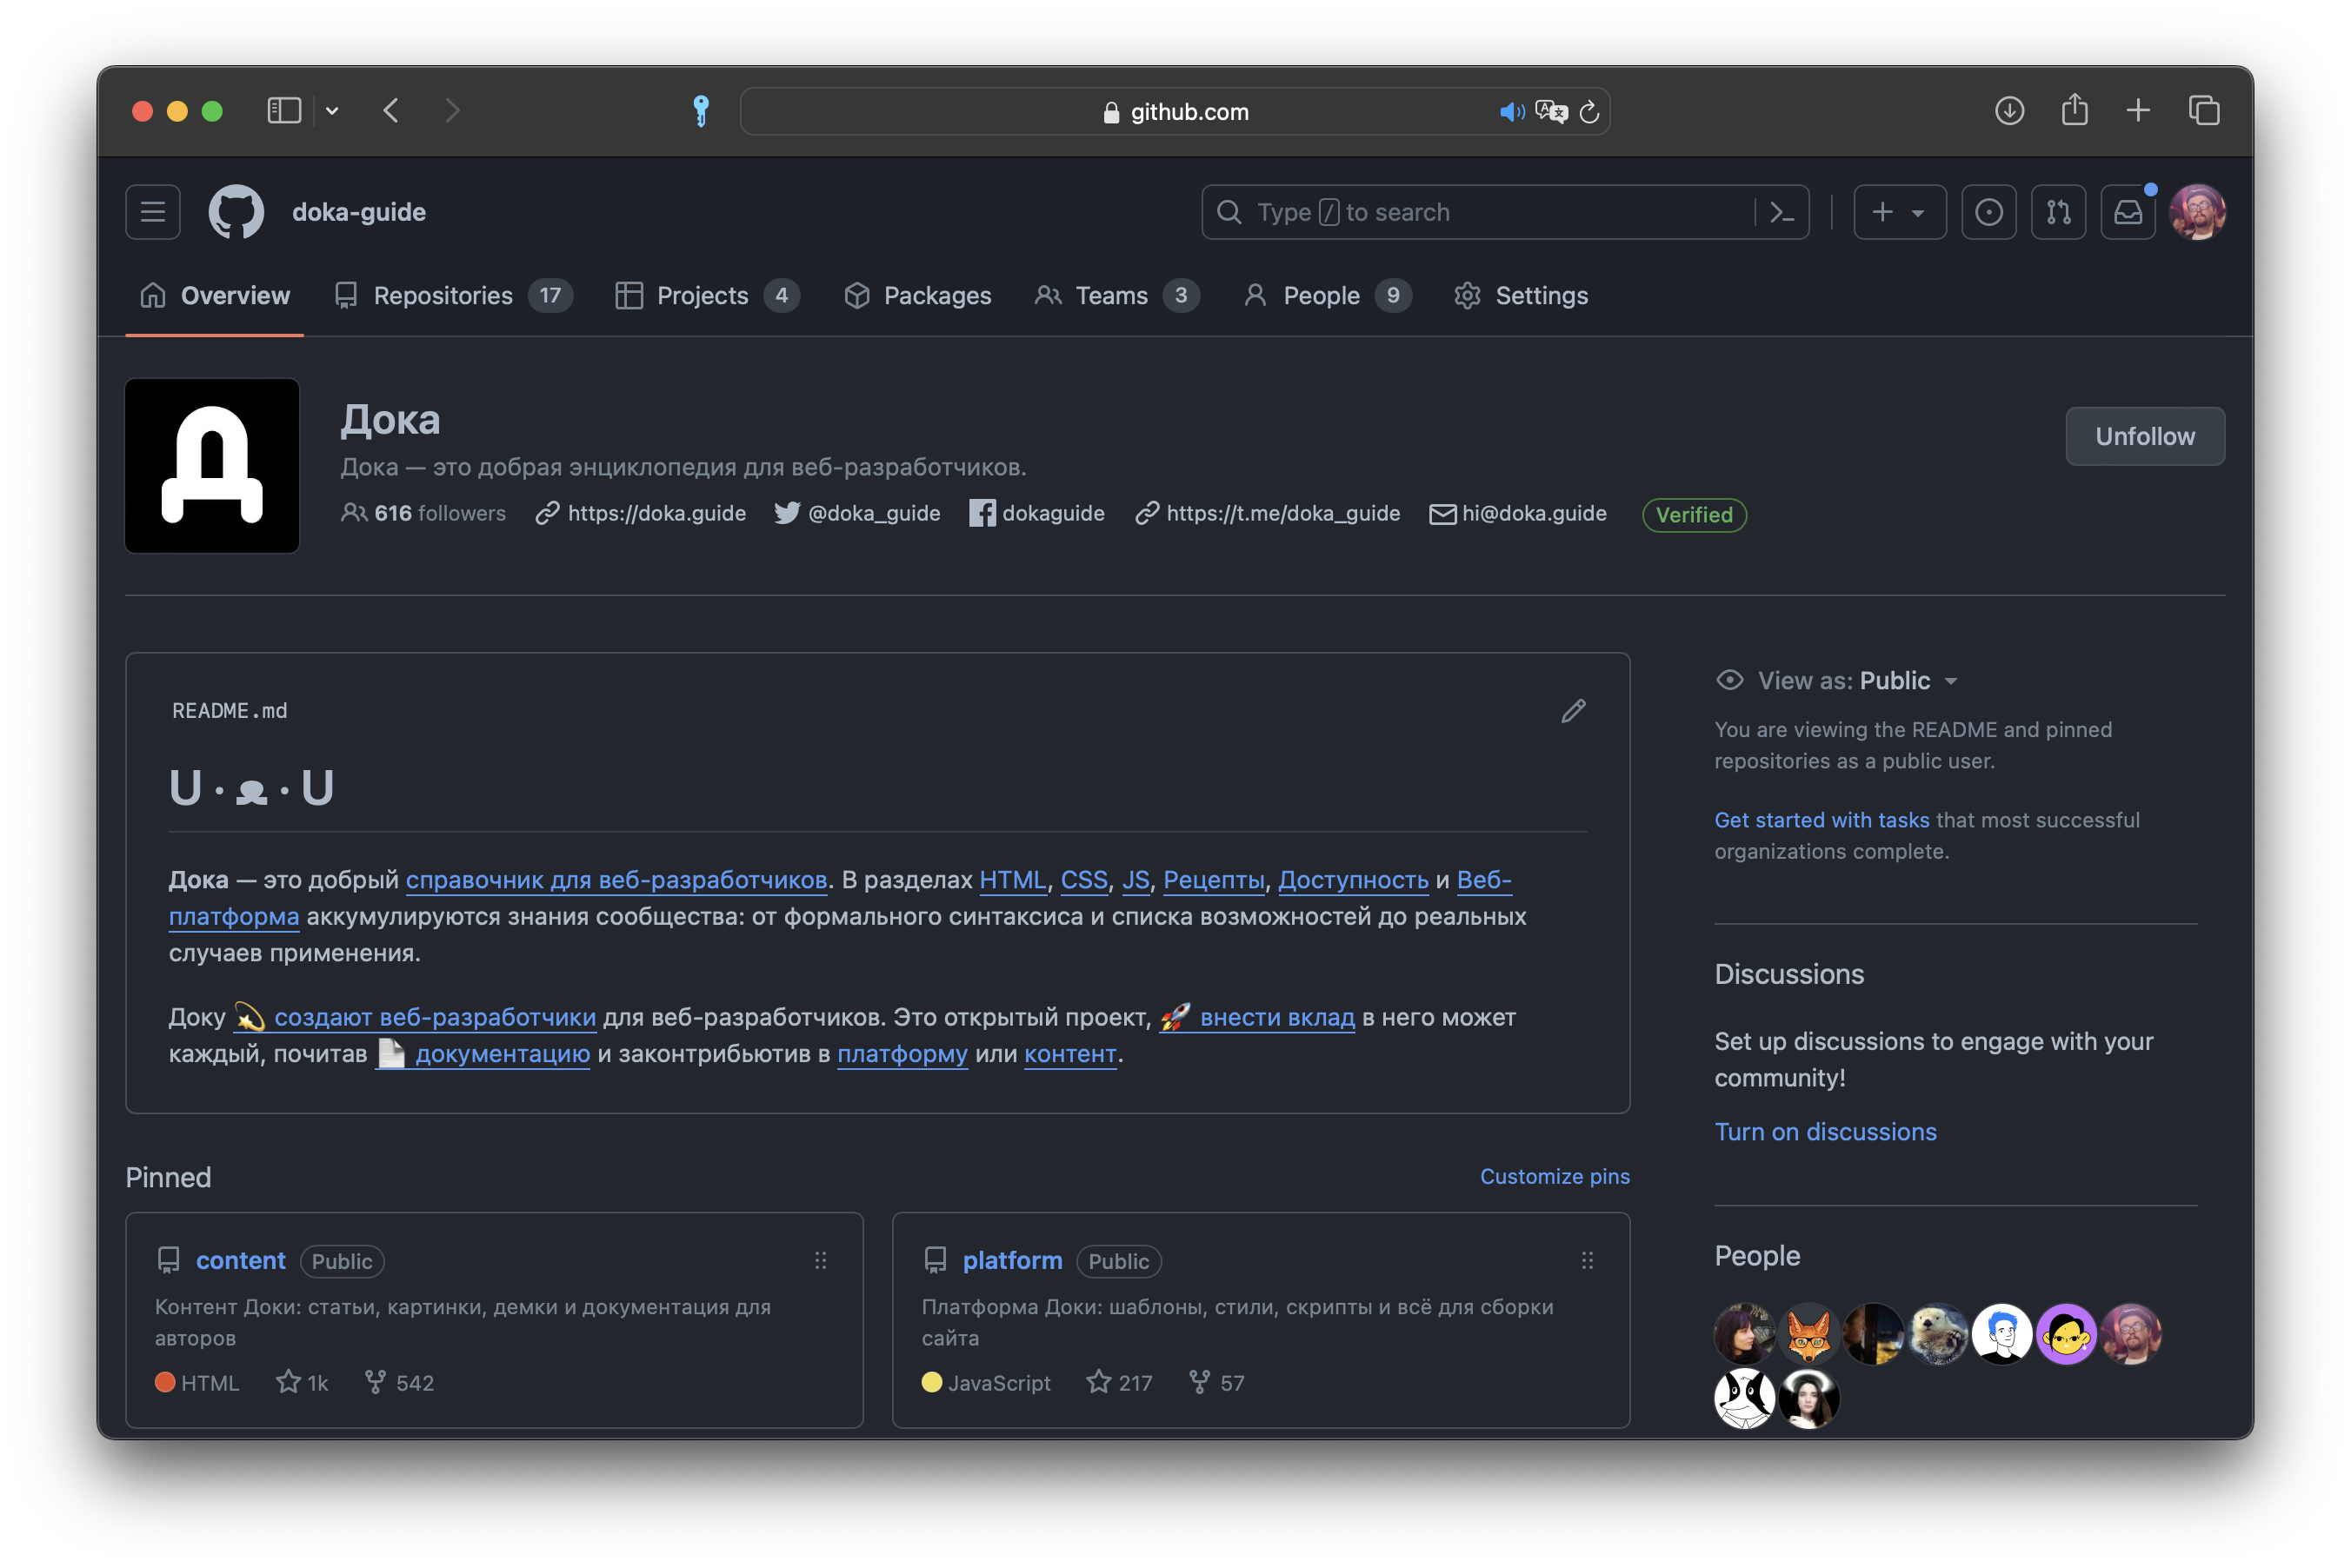 github.com
doka-guide
Type / to search
Overview Repositories 17 Projects 4 Packages Teams 3 People 9 Settings
Дока
Unfollow
Дока — это добрая энциклопедия для веб-разработчиков.
616 followers https://doka.guide @doka_guide dokaguide https://t.me/doka_guide hi@doka.guide Verified
README.md
U · ᴥ · U
Дока — это добрый справочник для веб-разработчиков. В разделах HTML, CSS, JS, Рецепты, Доступность и Веб-
платформа аккумулируются знания сообщества: от формального синтаксиса и списка возможностей до реальных
случаев применения.
Доку 💫 создают веб-разработчики для веб-разработчиков. Это открытый проект, 🚀 внести вклад в него может
каждый, почитав 📄 документацию и законтрибьютив в платформу или контент.
Pinned
Customize pins
content Public
Контент Доки: статьи, картинки, демки и документация для
авторов
HTML 1k 542
platform Public
Платформа Доки: шаблоны, стили, скрипты и всё для сборки
сайта
JavaScript 217 57
View as: Public
You are viewing the README and pinned
repositories as a public user.
Get started with tasks that most successful
organizations complete.
Discussions
Set up discussions to engage with your
community!
Turn on discussions
People